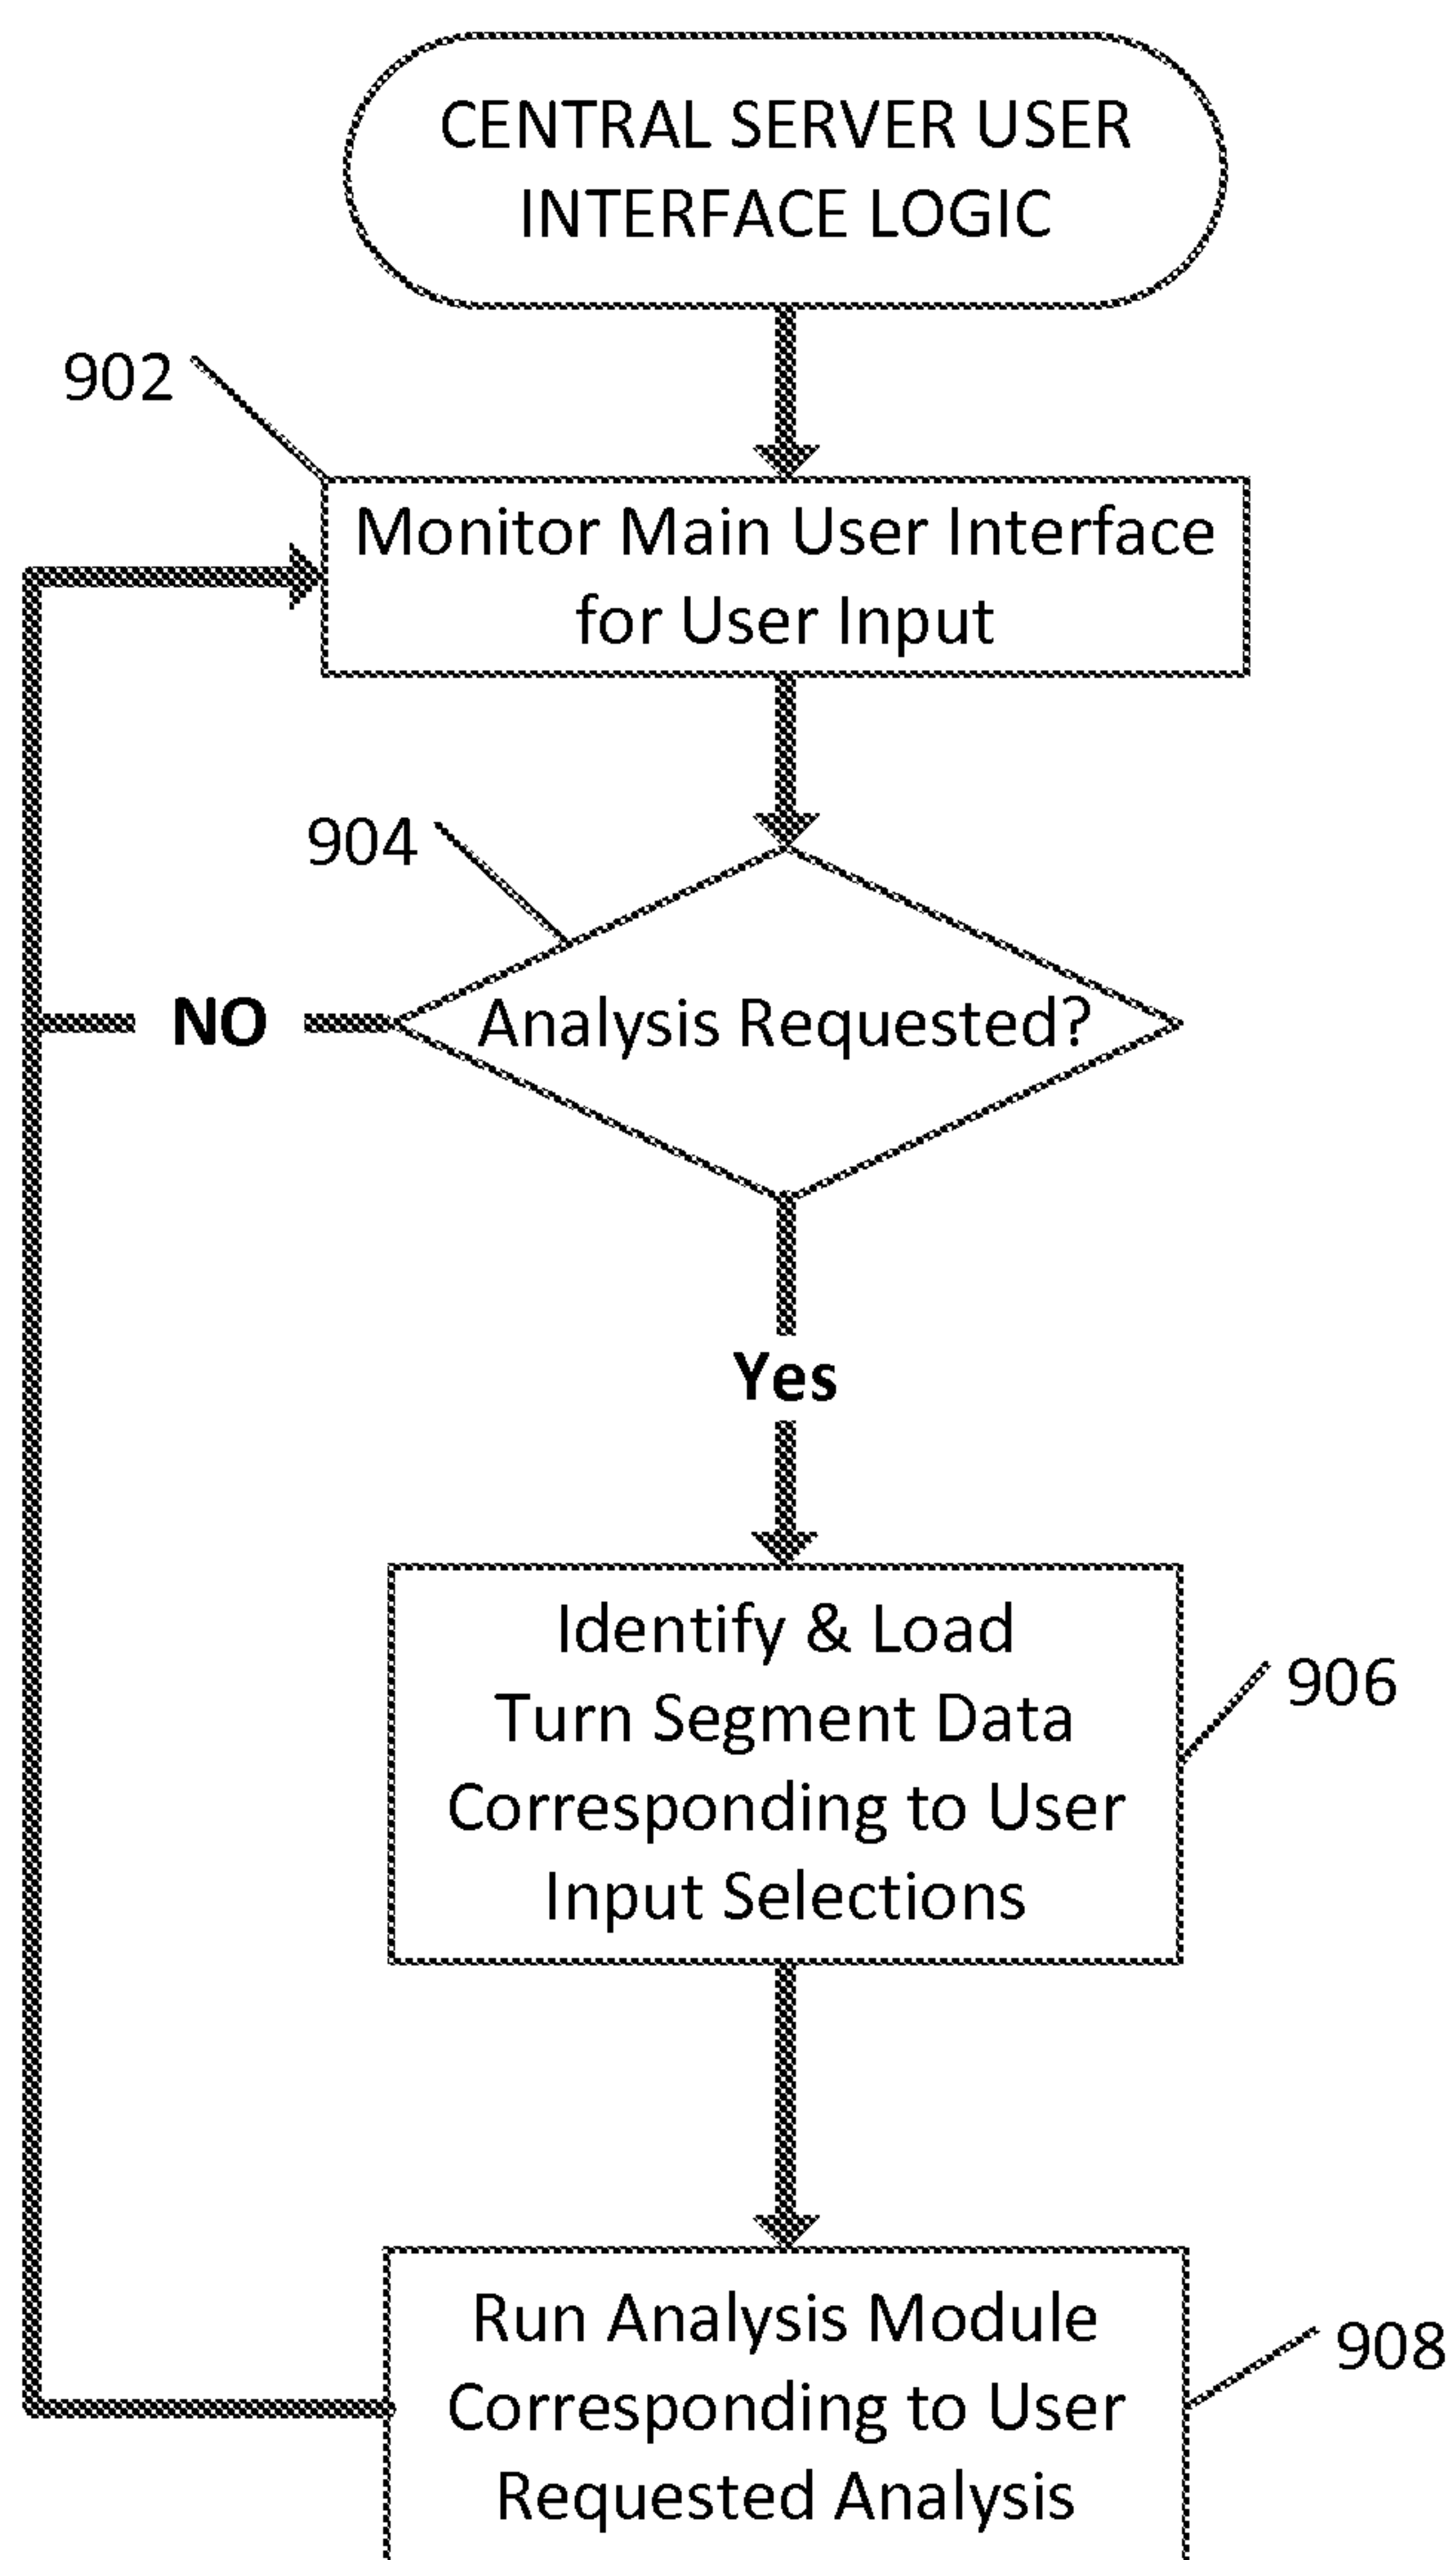 CENTRAL SERVER USER
INTERFACE LOGIC
902
Monitor Main User Interface
for User Input
904
NO
Analysis Requested?
Yes
Identify & Load
Turn Segment Data
Corresponding to User
Input Selections
906
Run Analysis Module
Corresponding to User
Requested Analysis
908